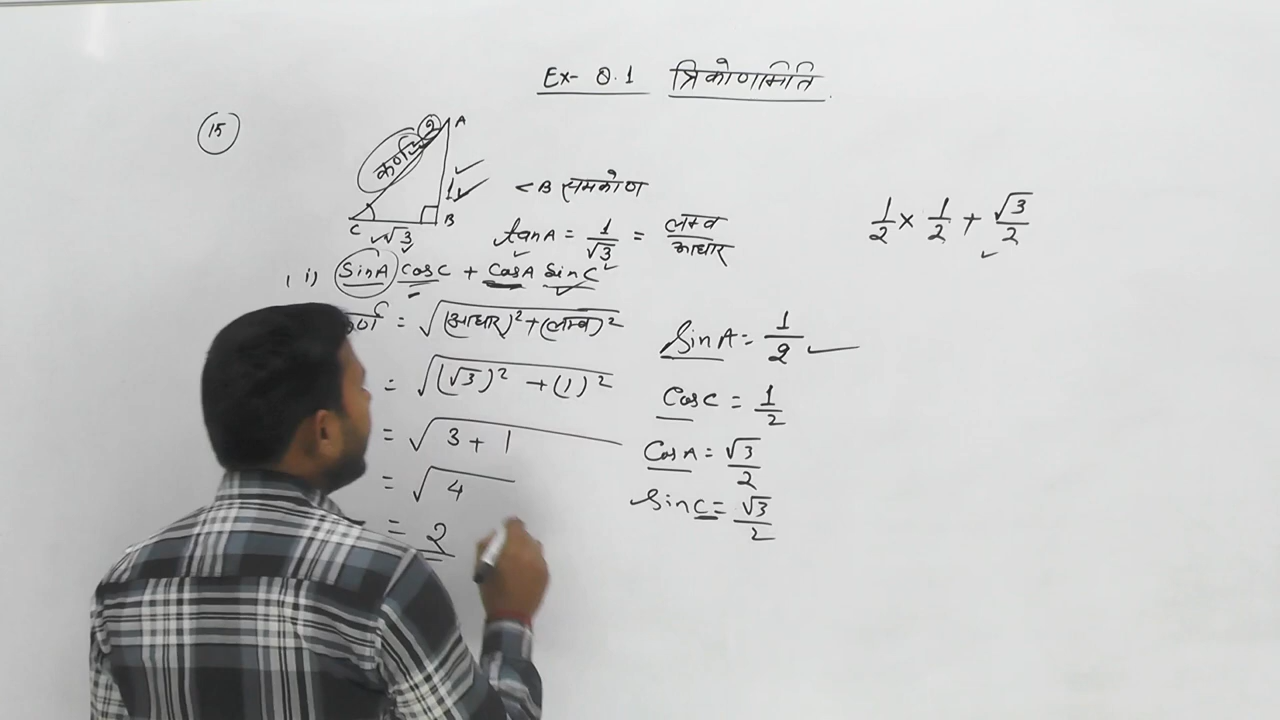 Ex- 8.1 त्रिकोणमिति
15
A
2
कर्ण
1
C
B
√3
<B समकोण
tanA = 1/√3 = लम्ब/आधार
(i) SinA CosC + CosA SinC
= √(आधार)²+(लम्ब)²
= √(√3)² + (1)²
= √3 + 1
= √4
= 2
SinA = 1/2
CosC = 1/2
CosA = √3/2
SinC = √3/2
1/2 × 1/2 + √3/2